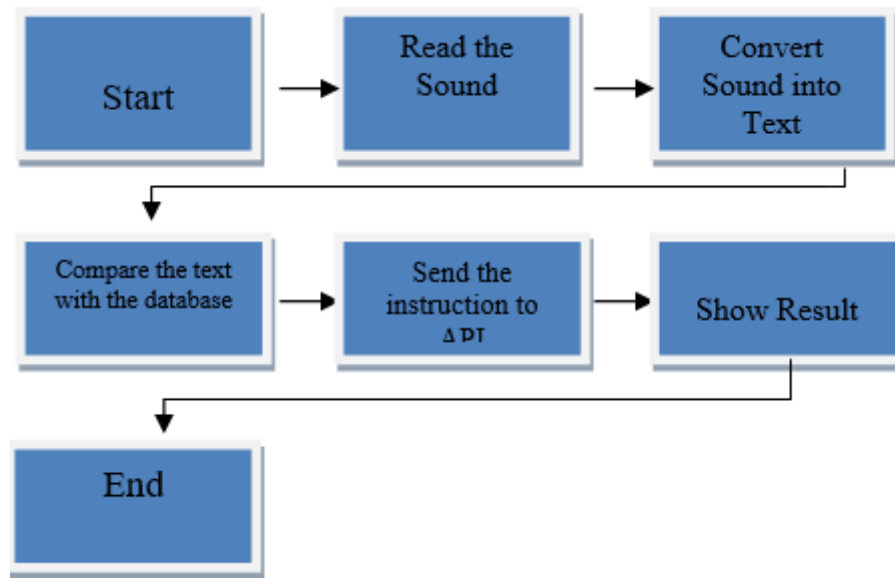 Start
Read the
Sound
Convert
Sound into
Text
Compare the text
with the database
Send the
instruction to
API
Show Result
End